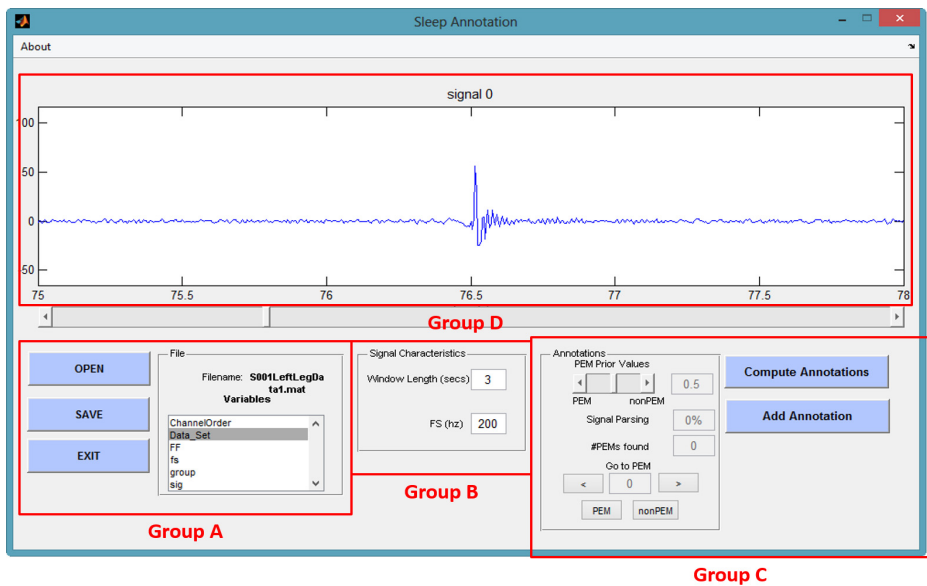 Sleep Annotation
About
signal 0
100
50
0
-50
75
75.5
76
76.5
77
77.5
78
Group D
OPEN
SAVE
EXIT
File
Filename: S001LeftLegDa
ta1.mat
Variables
ChannelOrder
Data_Set
FF
fs
group
sig
Group A
Signal Characteristics
Window Length (secs) 3
FS (hz) 200
Group B
Annotations
PEM Prior Values
0.5
PEM nonPEM
Signal Parsing 0%
#PEMs found 0
Go to PEM
< 0 >
PEM nonPEM
Compute Annotations
Add Annotation
Group C